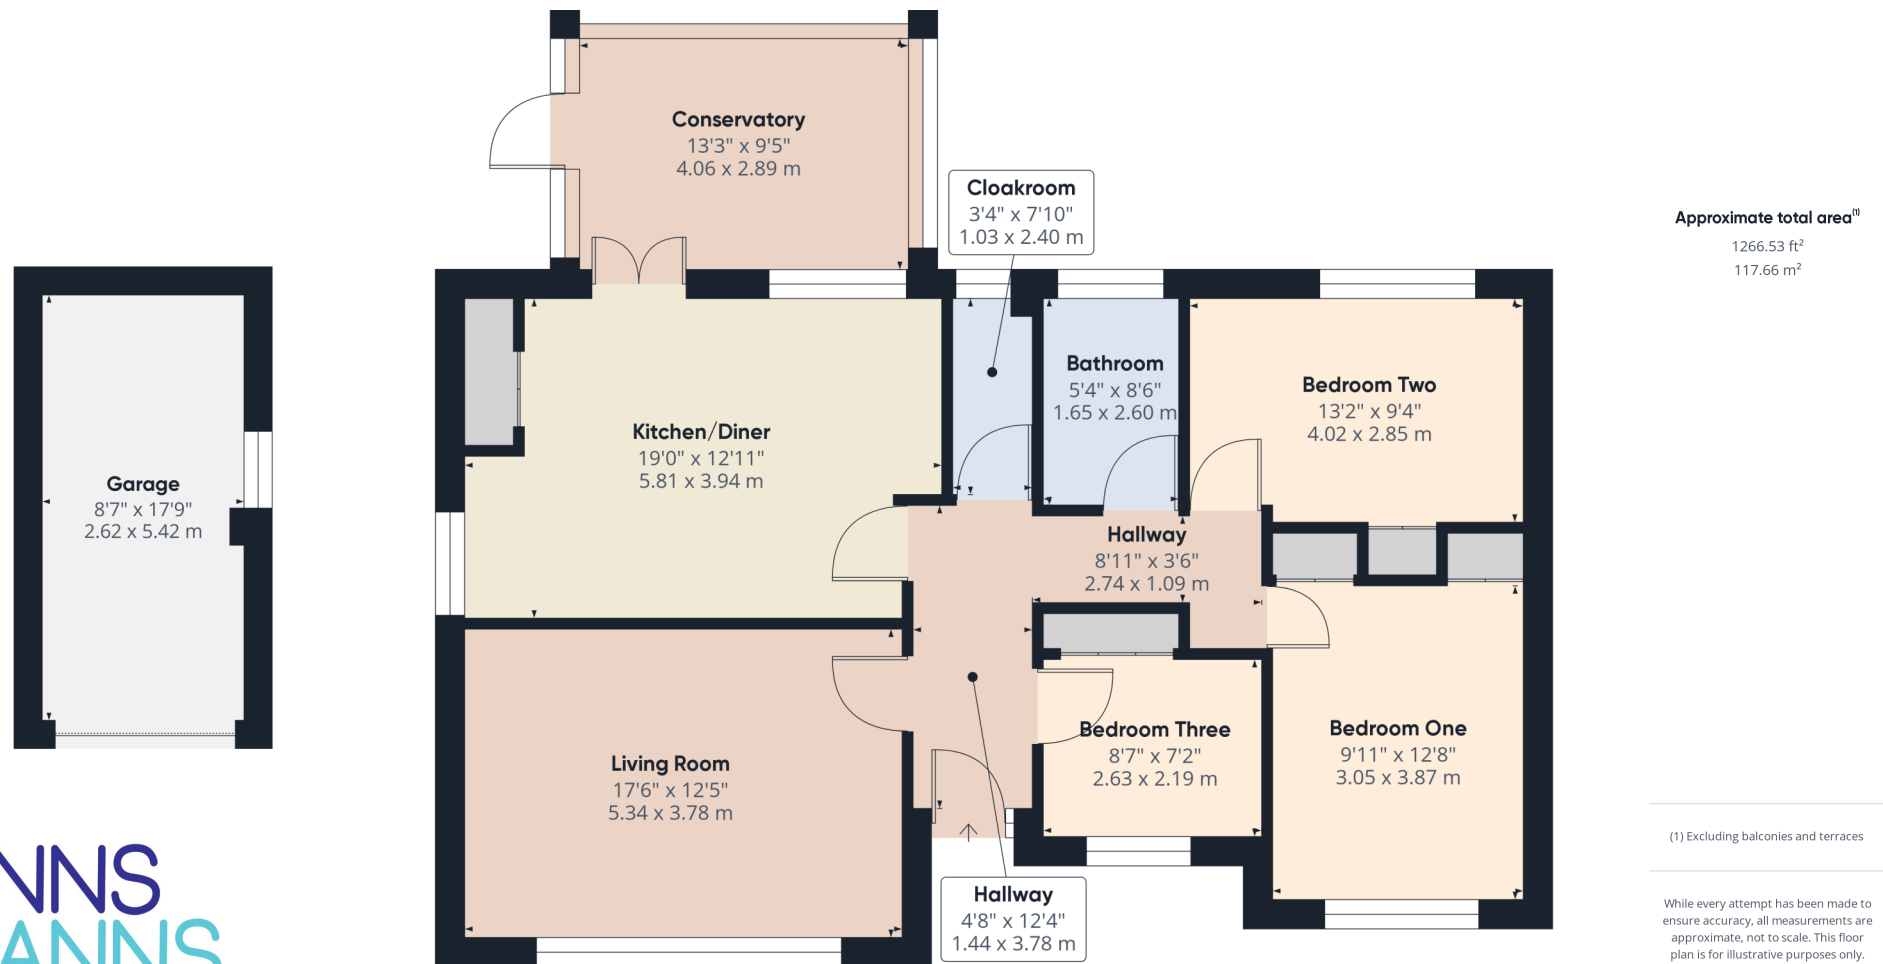 Conservatory
13'3" x 9'5"
4.06 x 2.89 m
Cloakroom
3'4" x 7'10"
1.03 x 2.40 m
Approximate total area(1)
1266.53 ft²
117.66 m²
Garage
8'7" x 17'9"
2.62 x 5.42 m
Kitchen/Diner
19'0" x 12'11"
5.81 x 3.94 m
Bathroom
5'4" x 8'6"
1.65 x 2.60 m
Bedroom Two
13'2" x 9'4"
4.02 x 2.85 m
Hallway
8'11" x 3'6"
2.74 x 1.09 m
Living Room
17'6" x 12'5"
5.34 x 3.78 m
Bedroom Three
8'7" x 7'2"
2.63 x 2.19 m
Bedroom One
9'11" x 12'8"
3.05 x 3.87 m
Hallway
4'8" x 12'4"
1.44 x 3.78 m
(1) Excluding balconies and terraces
While every attempt has been made to
ensure accuracy, all measurements are
approximate, not to scale. This floor
plan is for illustrative purposes only.
NNS
ANNS